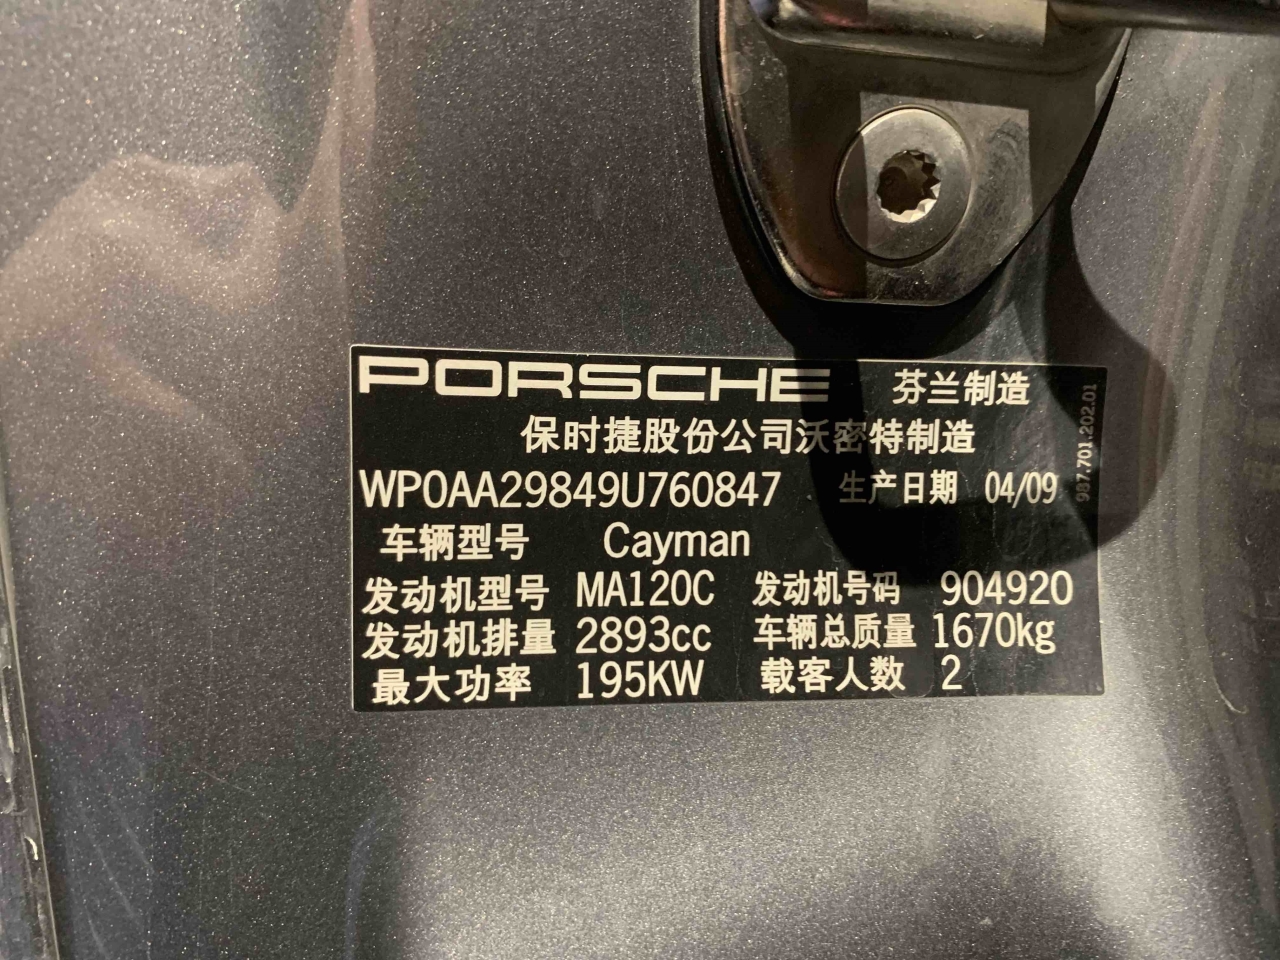 PORSCHE 芬兰制造
保时捷股份公司沃密特制造
WP0AA29849U760847 生产日期 04/09
车辆型号 Cayman
发动机型号 MA120C 发动机号码 904920
发动机排量 2893cc 车辆总质量 1670kg
最大功率 195KW 载客人数 2
987.701.202.01